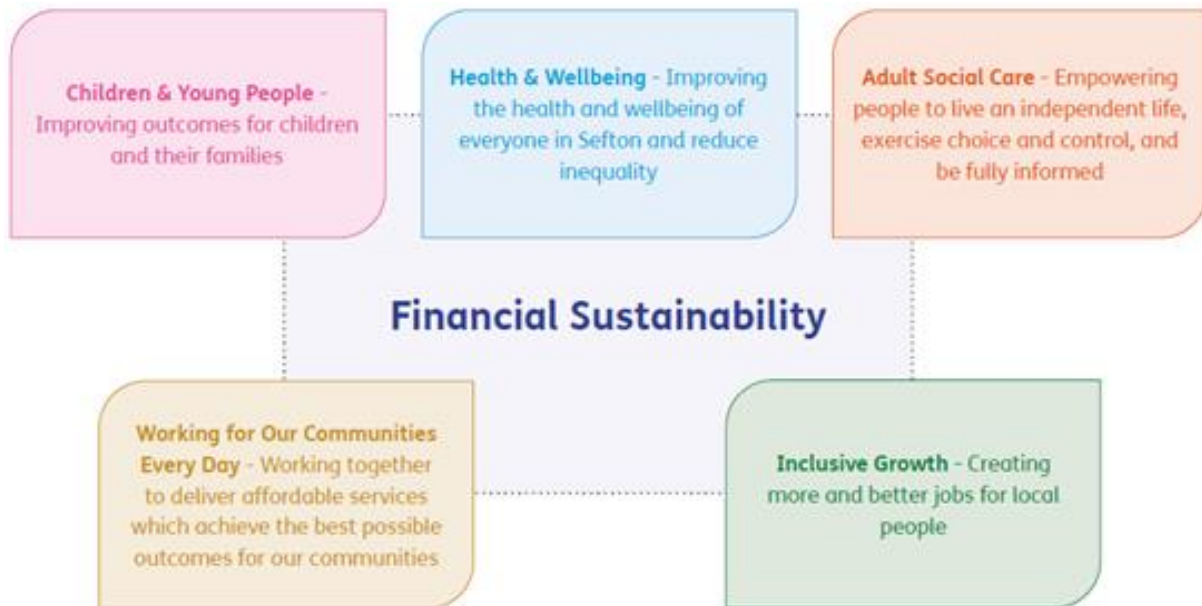 Children & Young People -
Improving outcomes for children
and their families
Health & Wellbeing - Improving
the health and wellbeing of
everyone in Sefton and reduce
inequality
Adult Social Care - Empowering
people to live an independent life,
exercise choice and control, and
be fully informed
Financial Sustainability
Working for Our Communities
Every Day - Working together
to deliver affordable services
which achieve the best possible
outcomes for our communities
Inclusive Growth - Creating
more and better jobs for local
people